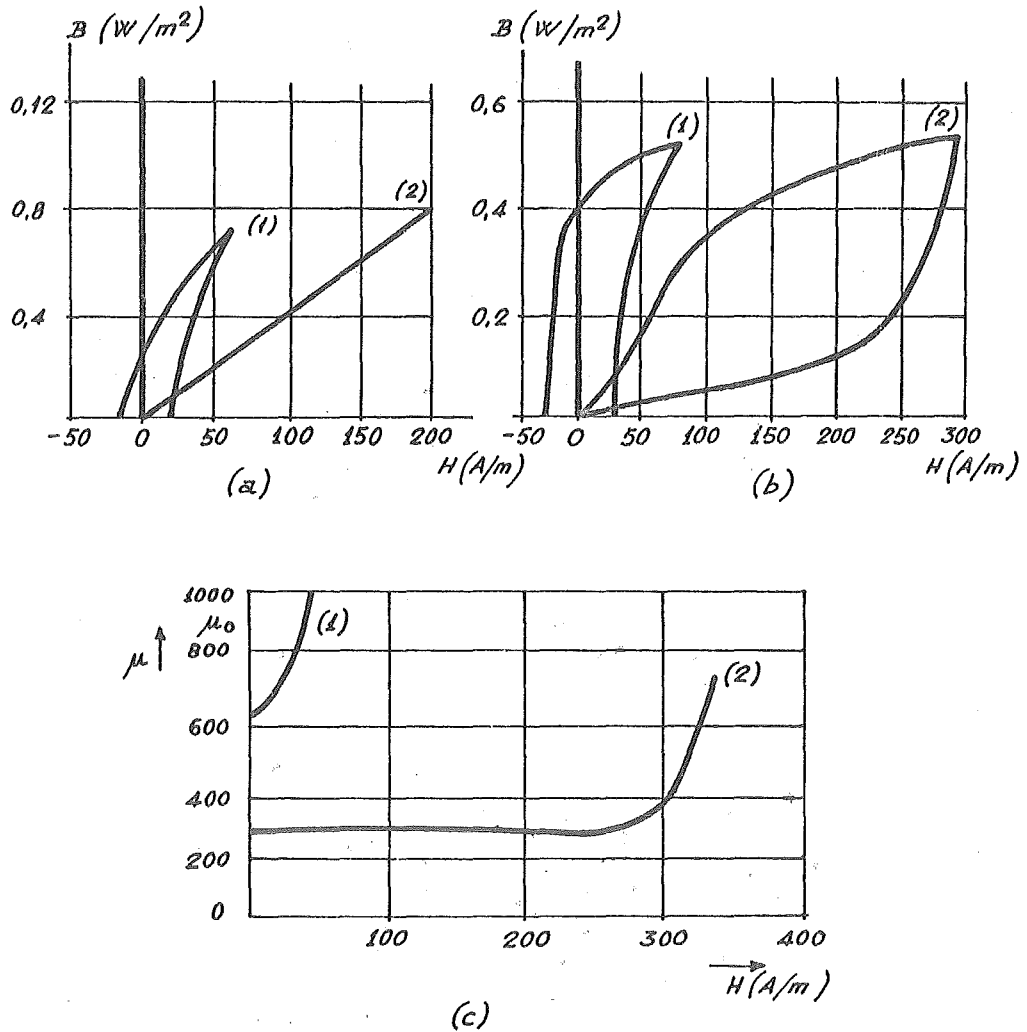 B (W/m²)
0,12
0,8
0,4
(1)
(2)
-50 0 50 100 150 200
H (A/m)
(a)
B (W/m²)
0,6
0,4
0,2
(1)
(2)
-50 0 50 100 150 200 250 300
H (A/m)
(b)
1000
μ₀
μ
800
600
400
200
0
(1)
(2)
100 200 300 400
H (A/m)
(c)